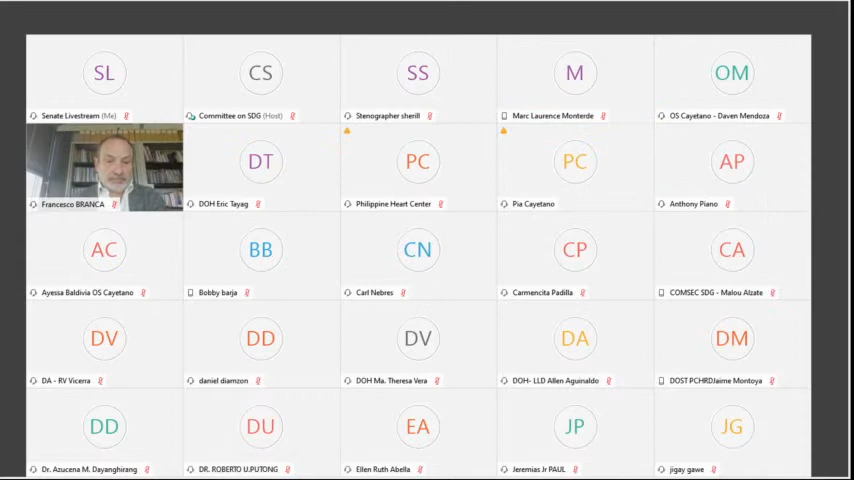 SL
CS
SS
M
OM
Senate Livestream (Me)
Committee on SDG (Host)
Stenographer sherill
Marc Laurence Monterde
OS Cayetano - Daven Mendoza
DT
PC
PC
AP
Francesco BRANCA
DOH Eric Tayag
Philippine Heart Center
Pia Cayetano
Anthony Piano
AC
BB
CN
CP
CA
Ayessa Baldivia OS Cayetano
Bobby barja
Carl Nebres
Carmencita Padilla
COMSEC SDG - Malou Alzate
DV
DD
DV
DA
DM
DA - RV Vicerra
daniel diamzon
DOH Ma. Theresa Vera
DOH- LLD Allen Aguinaldo
DOST PCHRDJaime Montoya
DD
DU
EA
JP
JG
Dr. Azucena M. Dayanghirang
DR. ROBERTO U.PUTONG
Ellen Ruth Abella
Jeremias Jr PAUL
jigay gawe